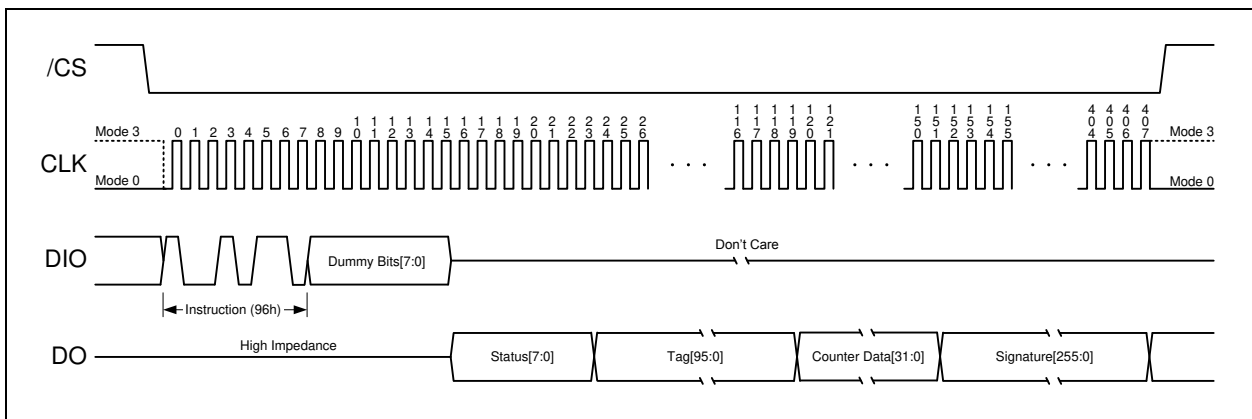 /CS
Mode 3
0 1 2 3 4 5 6 7 8 9 10 11 12 13 14 15 16 17 18 19 20 21 22 23 24 25 26 116 117 118 119 120 121 150 151 152 153 154 155 404 405 406 407
Mode 3
CLK
. . .
. . .
. . .
Mode 0
Mode 0
DIO
Dummy Bits[7:0]
Don't Care
Instruction (96h)
DO
High Impedance
Status[7:0]
Tag[95:0]
Counter Data[31:0]
Signature[255:0]